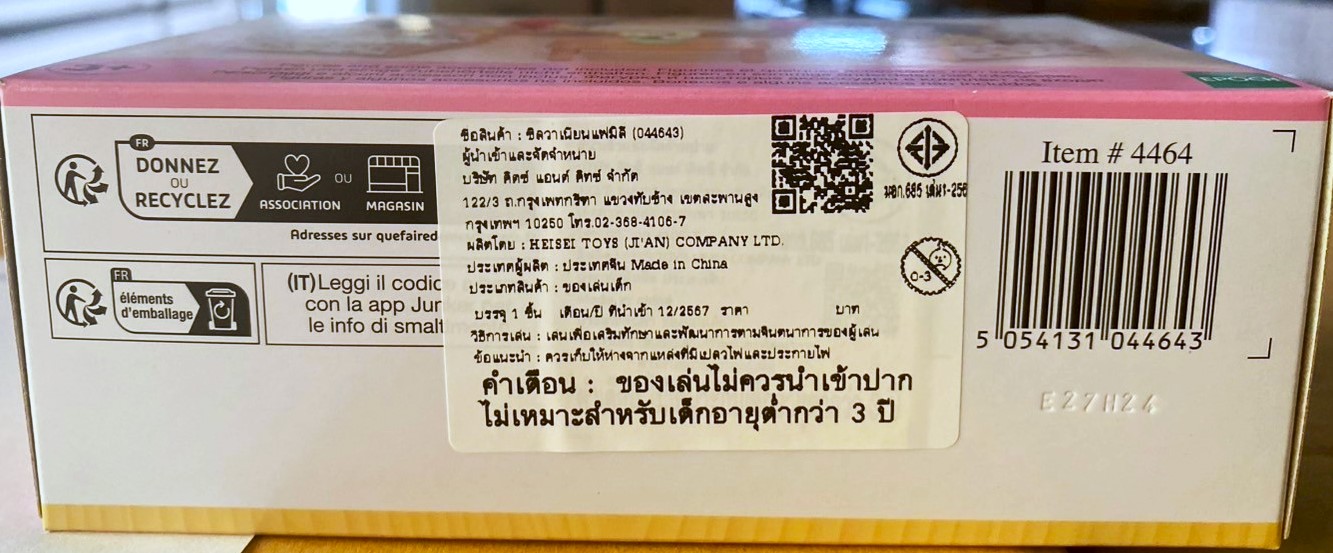 3+
EPOCH
FR
DONNEZ
OU
RECYCLEZ
ASSOCIATION
OU
MAGASIN
Adresses sur quefaired
FR
éléments
d'emballage
(IT)Leggi il codic
con la app Jun
le info di smalt
ชื่อสินค้า : ซิลวาเนียนแฟมิลี (044643)
ผู้นำเข้าและจัดจำหน่าย
บริษัท คิดซ์ แอนด์ คิทซ์ จำกัด
122/3 ถ.กรุงเทพกรีฑา แขวงทับช้าง เขตสะพานสูง
กรุงเทพฯ 10250 โทร.02-368-4106-7
ผลิตโดย : HEISEI TOYS (JI'AN) COMPANY LTD.
ประเทศผู้ผลิต : ประเทศจีน Made in China
ประเภทสินค้า : ของเล่นเด็ก
บรรจุ 1 ชิ้น เดือน/ปี ที่นำเข้า 12/2567 ราคา บาท
วิธีการเล่น : เล่นเพื่อเสริมทักษะและพัฒนาการตามจินตนาการของผู้เล่น
ข้อแนะนำ : ควรเก็บให้ห่างจากแหล่งที่มีเปลวไฟและประกายไฟ
คำเตือน : ของเล่นไม่ควรนำเข้าปาก
ไม่เหมาะสำหรับเด็กอายุต่ำกว่า 3 ปี
มอก.685 เล่ม1-256
0-3
Item # 4464
5 054131 044643
E27H24